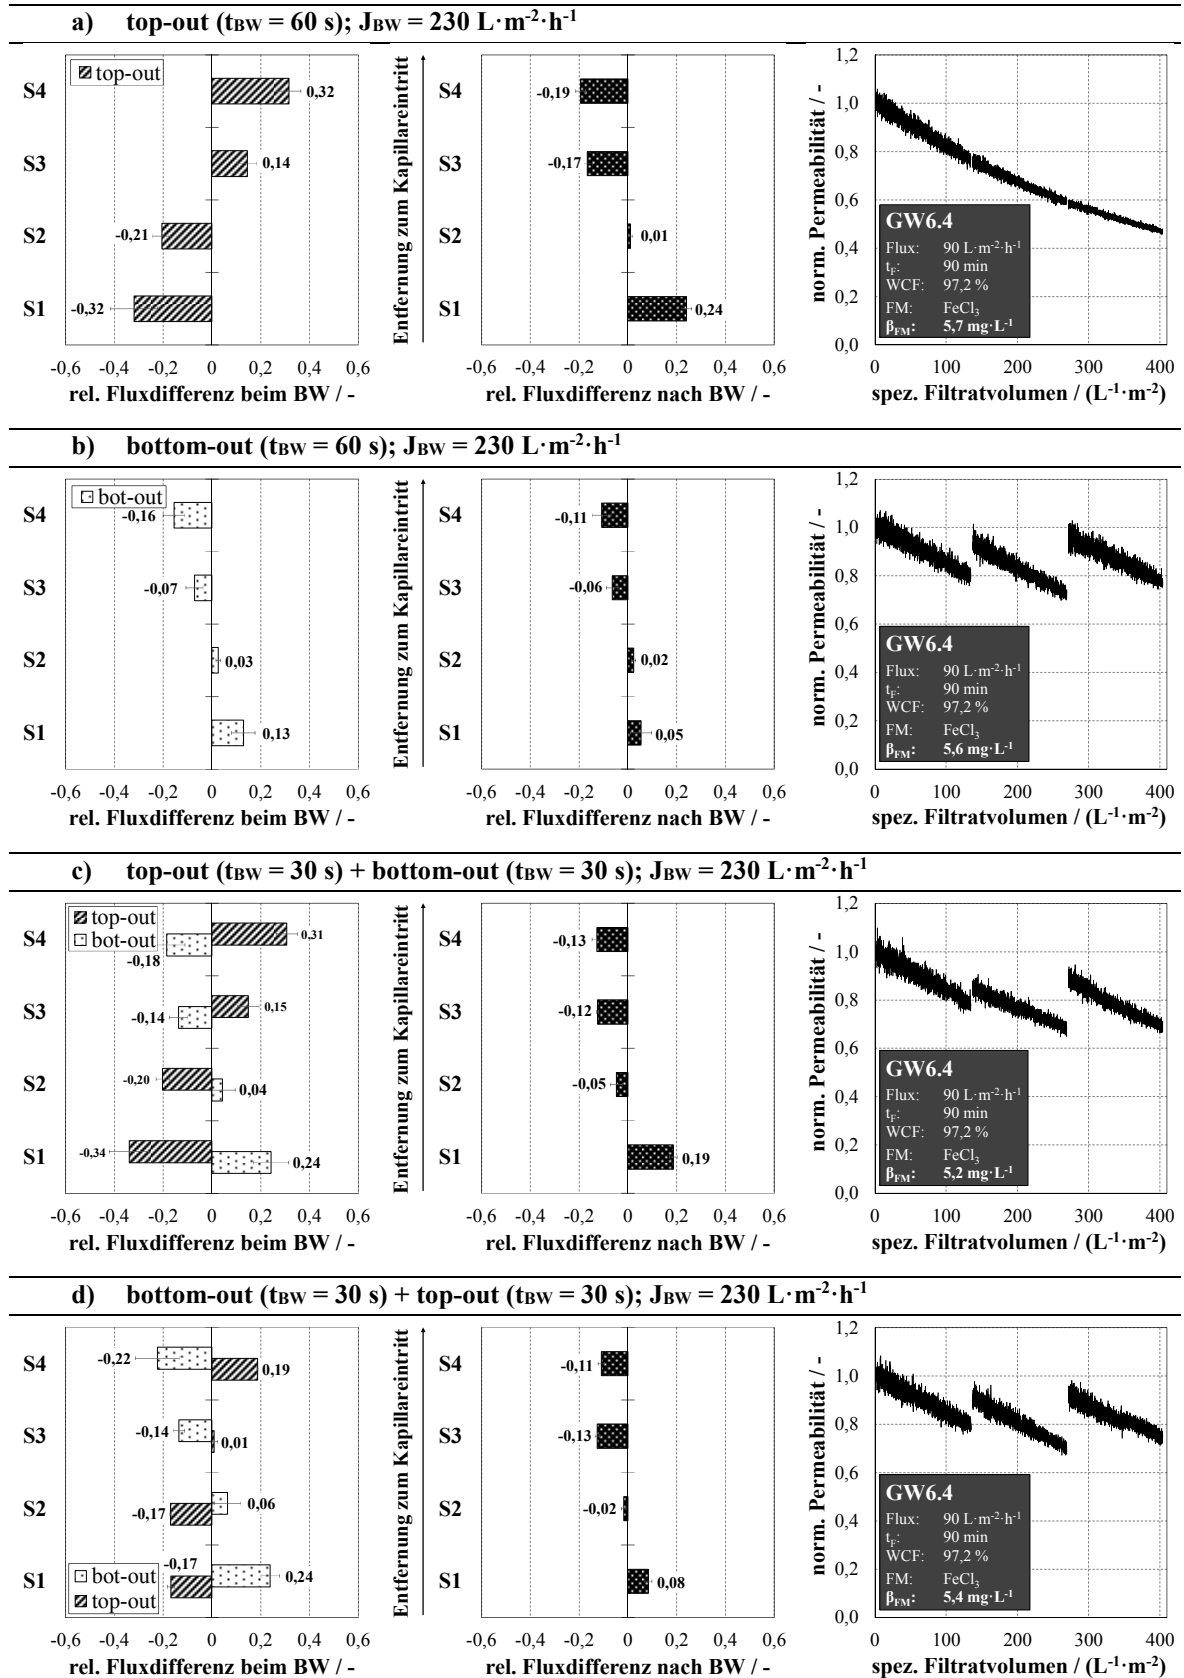 a) top-out (tBW = 60 s); JBW = 230 L·m-2·h-1
top-out
S4
S3
S2
S1
0,32
0,14
-0,21
-0,32
-0,6 -0,4 -0,2 0 0,2 0,4 0,6
rel. Fluxdifferenz beim BW / -
Entfernung zum Kapillareintritt
S4
S3
S2
S1
-0,19
-0,17
0,01
0,24
-0,6 -0,4 -0,2 0 0,2 0,4 0,6
rel. Fluxdifferenz nach BW / -
norm. Permeabilität / -
1,2
1,0
0,8
0,6
0,4
0,2
0,0
GW6.4
Flux: 90 L·m-2·h-1
tF: 90 min
WCF: 97,2 %
FM: FeCl3
βFM: 5,7 mg·L-1
0 100 200 300 400
spez. Filtratvolumen / (L-1·m-2)
b) bottom-out (tBW = 60 s); JBW = 230 L·m-2·h-1
bot-out
S4
S3
S2
S1
-0,16
-0,07
0,03
0,13
-0,6 -0,4 -0,2 0 0,2 0,4 0,6
rel. Fluxdifferenz beim BW / -
Entfernung zum Kapillareintritt
S4
S3
S2
S1
-0,11
-0,06
0,02
0,05
-0,6 -0,4 -0,2 0 0,2 0,4 0,6
rel. Fluxdifferenz nach BW / -
norm. Permeabilität / -
1,2
1,0
0,8
0,6
0,4
0,2
0,0
GW6.4
Flux: 90 L·m-2·h-1
tF: 90 min
WCF: 97,2 %
FM: FeCl3
βFM: 5,6 mg·L-1
0 100 200 300 400
spez. Filtratvolumen / (L-1·m-2)
c) top-out (tBW = 30 s) + bottom-out (tBW = 30 s); JBW = 230 L·m-2·h-1
top-out
bot-out
S4
S3
S2
S1
0,31
-0,18
0,15
-0,14
-0,20
0,04
-0,34
0,24
-0,6 -0,4 -0,2 0 0,2 0,4 0,6
rel. Fluxdifferenz beim BW / -
Entfernung zum Kapillareintritt
S4
S3
S2
S1
-0,13
-0,12
-0,05
0,19
-0,6 -0,4 -0,2 0 0,2 0,4 0,6
rel. Fluxdifferenz nach BW / -
norm. Permeabilität / -
1,2
1,0
0,8
0,6
0,4
0,2
0,0
GW6.4
Flux: 90 L·m-2·h-1
tF: 90 min
WCF: 97,2 %
FM: FeCl3
βFM: 5,2 mg·L-1
0 100 200 300 400
spez. Filtratvolumen / (L-1·m-2)
d) bottom-out (tBW = 30 s) + top-out (tBW = 30 s); JBW = 230 L·m-2·h-1
S4
S3
S2
S1
-0,22
0,19
-0,14
0,01
0,06
-0,17
-0,17
0,24
bot-out
top-out
-0,6 -0,4 -0,2 0 0,2 0,4 0,6
rel. Fluxdifferenz beim BW / -
Entfernung zum Kapillareintritt
S4
S3
S2
S1
-0,11
-0,13
-0,02
0,08
-0,6 -0,4 -0,2 0 0,2 0,4 0,6
rel. Fluxdifferenz nach BW / -
norm. Permeabilität / -
1,2
1,0
0,8
0,6
0,4
0,2
0,0
GW6.4
Flux: 90 L·m-2·h-1
tF: 90 min
WCF: 97,2 %
FM: FeCl3
βFM: 5,4 mg·L-1
0 100 200 300 400
spez. Filtratvolumen / (L-1·m-2)